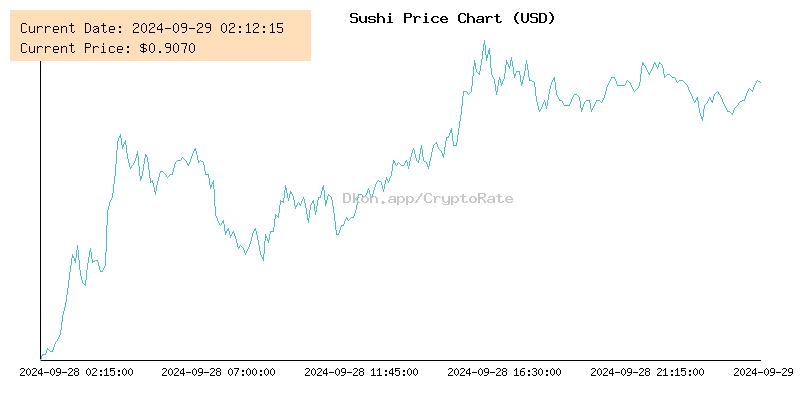 Sushi Price Chart (USD)
Current Date: 2024-09-29 02:12:15
Current Price: $0.9070
Dkon.app/CryptoRate
2024-09-28 02:15:00 2024-09-28 07:00:00 2024-09-28 11:45:00 2024-09-28 16:30:00 2024-09-28 21:15:00 2024-09-29